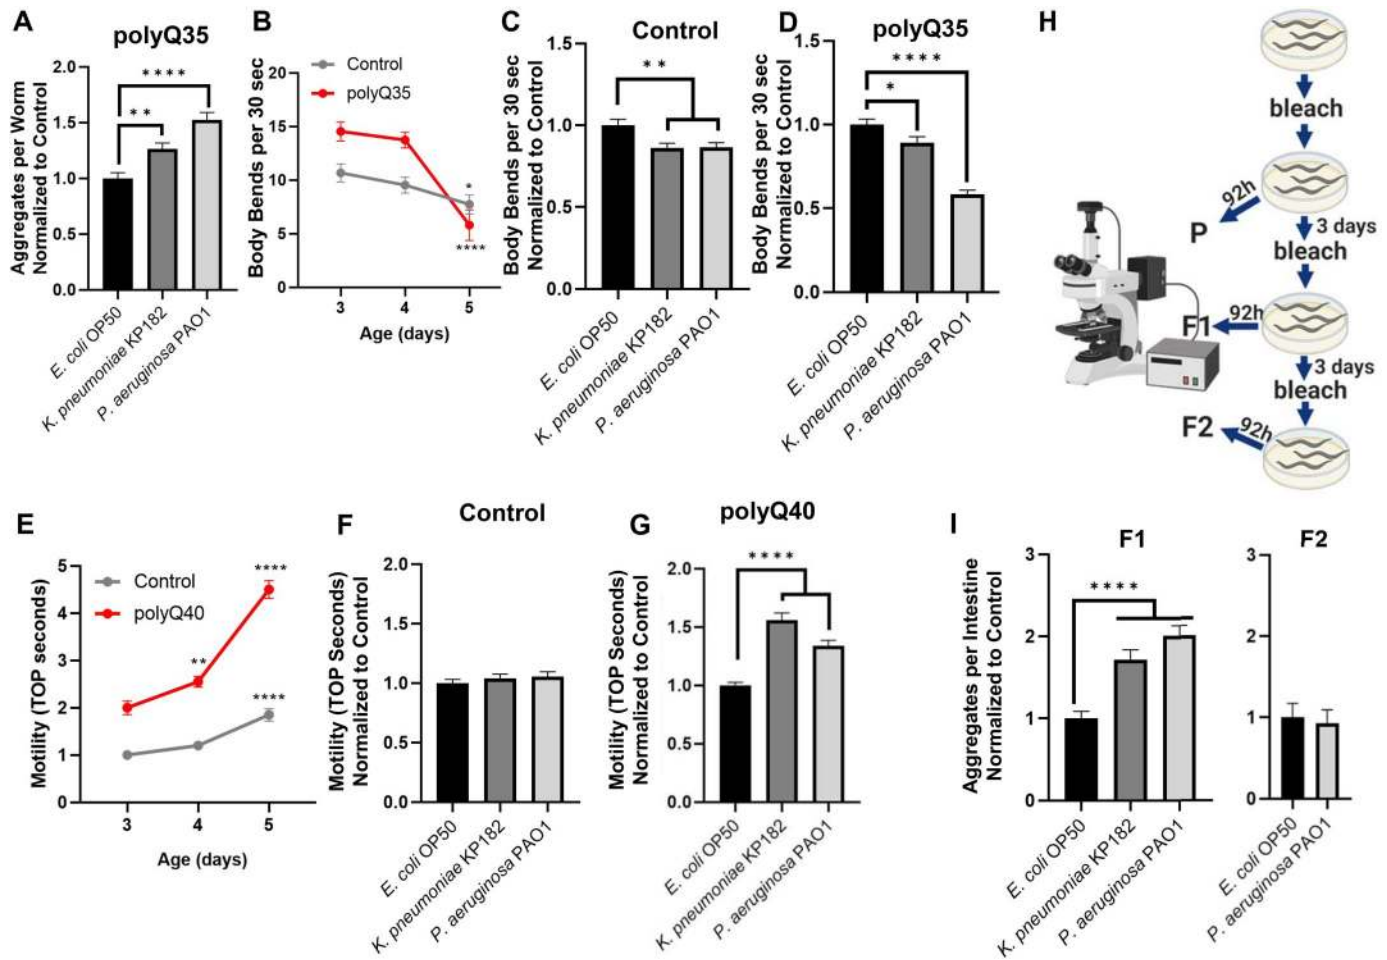 A
polyQ35
Aggregates per Worm
Normalized to Control
2.0
1.5
1.0
0.5
0.0
****
**
E. coli OP50
K. pneumoniae KP182
P. aeruginosa PAO1
B
Body Bends per 30 sec
20
15
10
5
0
Control
polyQ35
*
****
3 4 5
Age (days)
C
Control
Body Bends per 30 sec
Normalized to Control
1.5
1.0
0.5
0.0
**
E. coli OP50
K. pneumoniae KP182
P. aeruginosa PAO1
D
polyQ35
Body Bends per 30 sec
Normalized to Control
1.5
1.0
0.5
0.0
****
*
E. coli OP50
K. pneumoniae KP182
P. aeruginosa PAO1
H
bleach
92h
P
3 days
bleach
F1
92h
3 days
bleach
F2
92h
E
Motility (TOP seconds)
5
4
3
2
1
0
Control
polyQ40
****
**
****
3 4 5
Age (days)
F
Control
Motility (TOP Seconds)
Normalized to Control
2.0
1.5
1.0
0.5
0.0
E. coli OP50
K. pneumoniae KP182
P. aeruginosa PAO1
G
polyQ40
Motility (TOP Seconds)
Normalized to Control
2.0
1.5
1.0
0.5
0.0
****
E. coli OP50
K. pneumoniae KP182
P. aeruginosa PAO1
I
F1
Aggregates per Intestine
Normalized to Control
3
2
1
0
****
E. coli OP50
K. pneumoniae KP182
P. aeruginosa PAO1
F2
3
2
1
0
E. coli OP50
P. aeruginosa PAO1